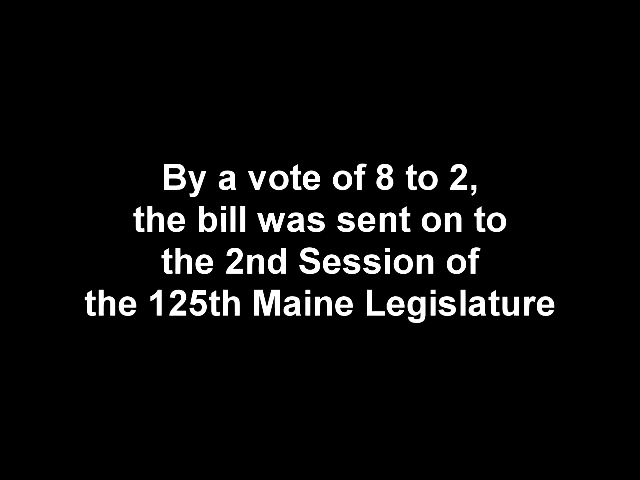 By a vote of 8 to 2,
the bill was sent on to
the 2nd Session of
the 125th Maine Legislature